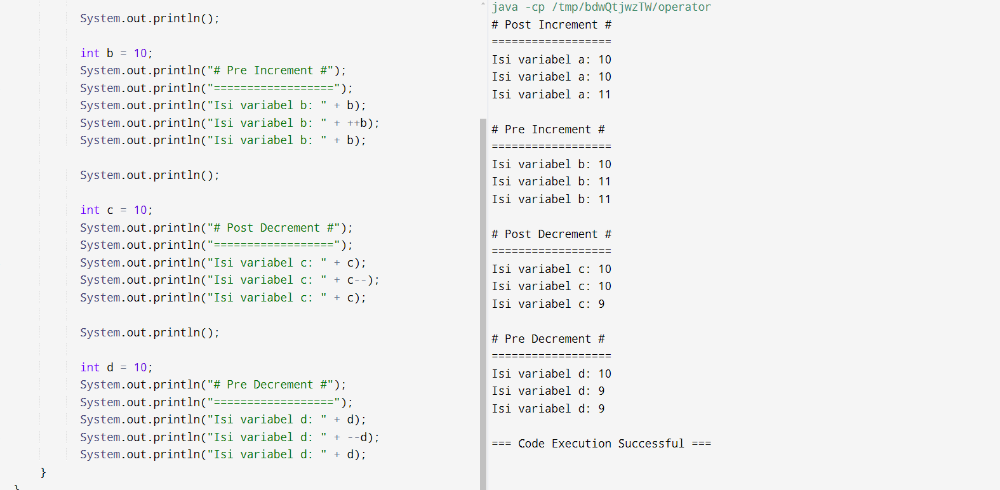 System.out.println();
int b = 10;
System.out.println("# Pre Increment #");
System.out.println("==================");
System.out.println("Isi variabel b: " + b);
System.out.println("Isi variabel b: " + ++b);
System.out.println("Isi variabel b: " + b);
System.out.println();
int c = 10;
System.out.println("# Post Decrement #");
System.out.println("==================");
System.out.println("Isi variabel c: " + c);
System.out.println("Isi variabel c: " + c--);
System.out.println("Isi variabel c: " + c);
System.out.println();
int d = 10;
System.out.println("# Pre Decrement #");
System.out.println("==================");
System.out.println("Isi variabel d: " + d);
System.out.println("Isi variabel d: " + --d);
System.out.println("Isi variabel d: " + d);
}
}
java -cp /tmp/bdwQtjwzTW/operator
# Post Increment #
==================
Isi variabel a: 10
Isi variabel a: 10
Isi variabel a: 11
# Pre Increment #
==================
Isi variabel b: 10
Isi variabel b: 11
Isi variabel b: 11
# Post Decrement #
==================
Isi variabel c: 10
Isi variabel c: 10
Isi variabel c: 9
# Pre Decrement #
==================
Isi variabel d: 10
Isi variabel d: 9
Isi variabel d: 9
=== Code Execution Successful ===